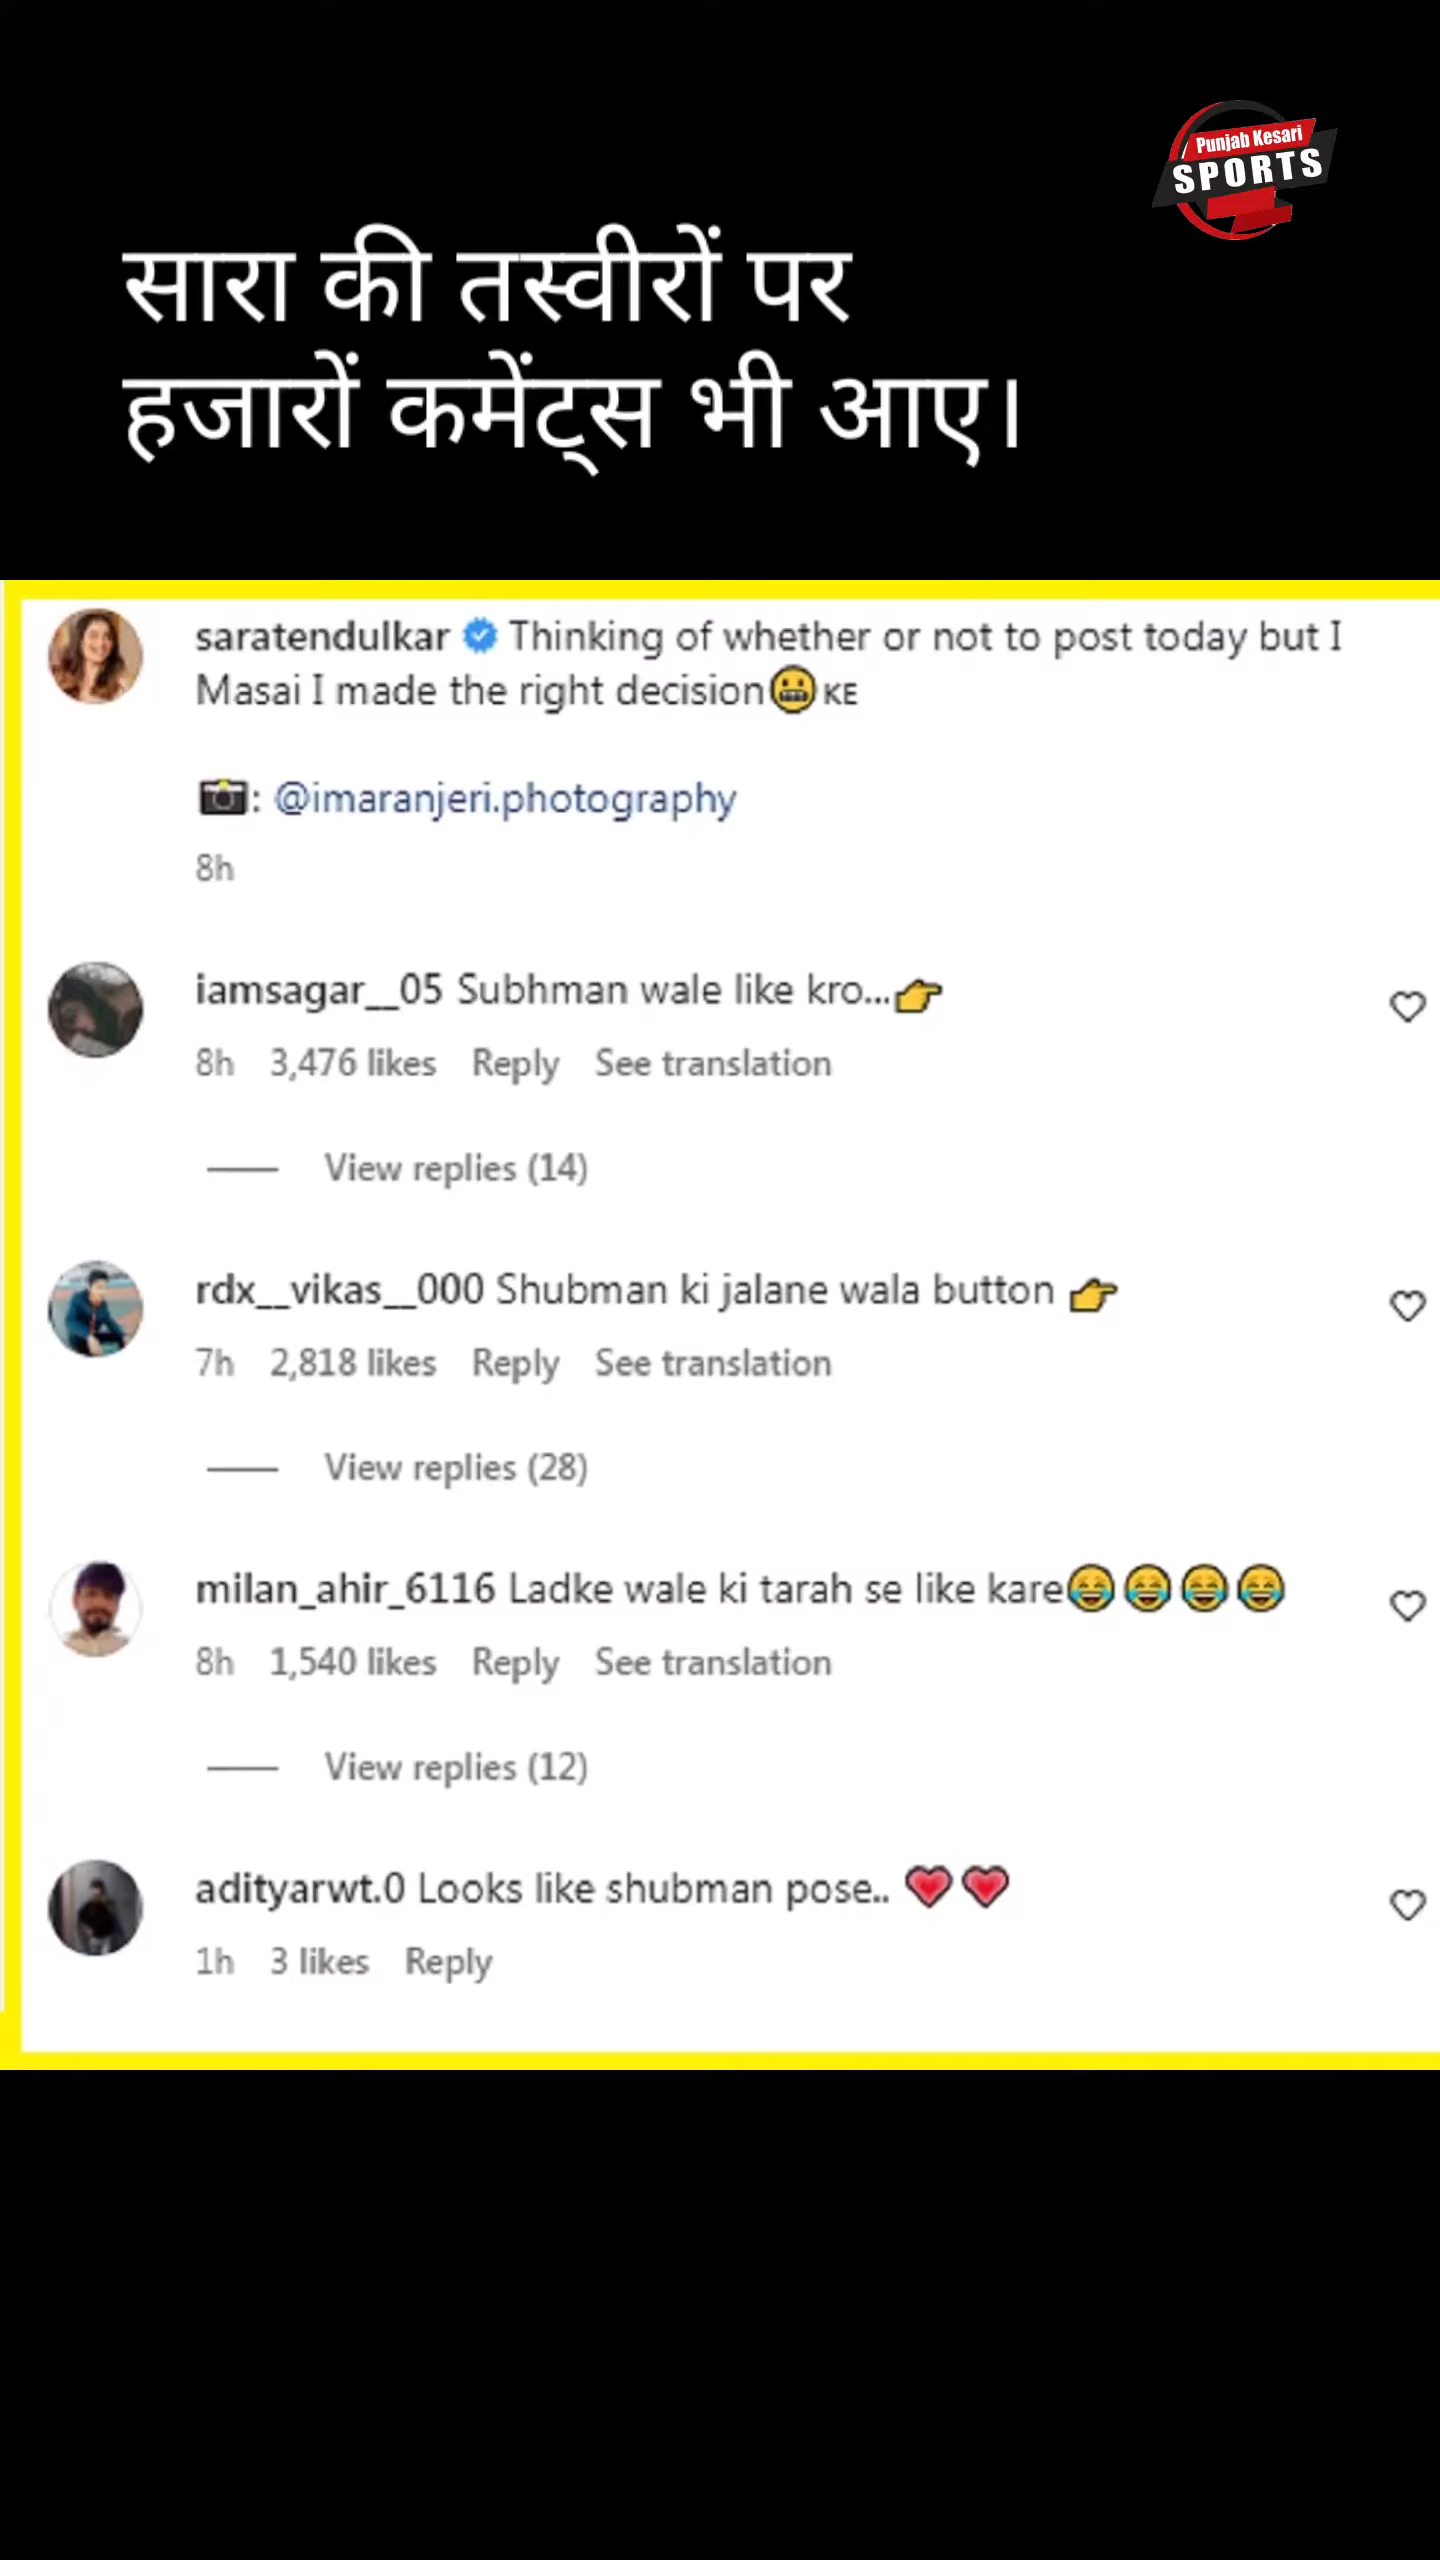 Punjab Kesari
SPORTS
सारा की तस्वीरों पर
हजारों कमेंट्स भी आए।
saratendulkar Thinking of whether or not to post today but I
Masai I made the right decision😬 KE
📷: @imaranjeri.photography
8h
iamsagar__05 Subhman wale like kro...👉
8h 3,476 likes Reply See translation
View replies (14)
rdx__vikas__000 Shubman ki jalane wala button 👉
7h 2,818 likes Reply See translation
View replies (28)
milan_ahir_6116 Ladke wale ki tarah se like kare😂😂😂😂
8h 1,540 likes Reply See translation
View replies (12)
adityarwt.0 Looks like shubman pose.. ❤️❤️
1h 3 likes Reply